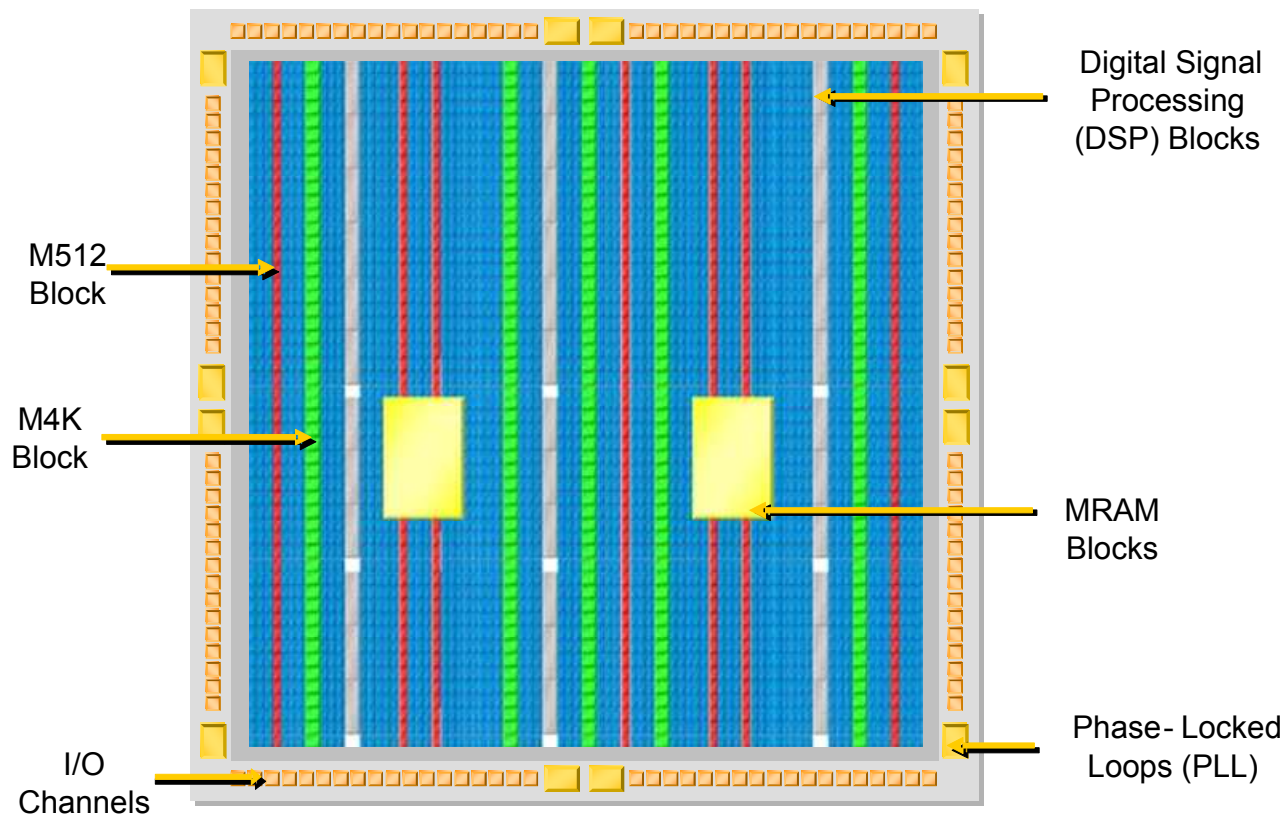 Digital Signal
Processing
(DSP) Blocks
M512
Block
M4K
Block
MRAM
Blocks
Phase- Locked
Loops (PLL)
I/O
Channels